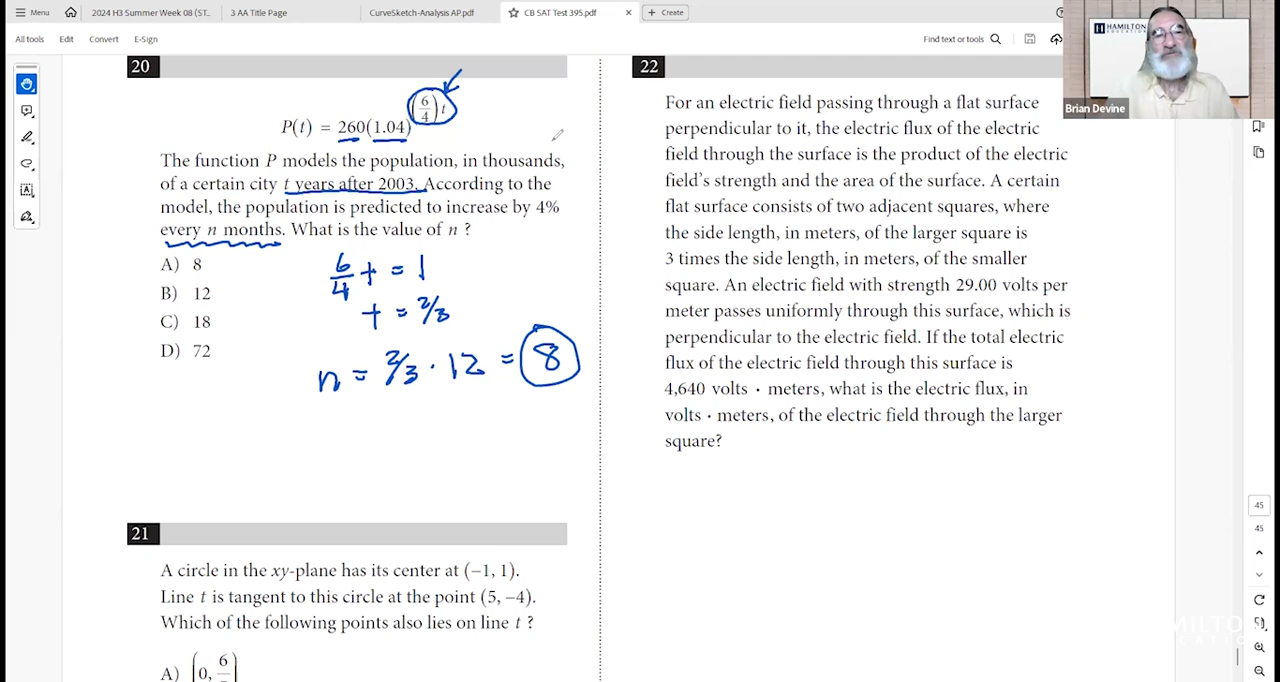 Menu
2024 H3 Summer Week 08 (ST...
3 AA Title Page
CurveSketch-Analysis AP.pdf
CB SAT Test 395.pdf
+ Create
All tools
Edit
Convert
E-Sign
Find text or tools
HAMILTON
EDUCATION
Brian Devine
20
P(t) = 260(1.04)^(6/4)t
The function P models the population, in thousands,
of a certain city t years after 2003. According to the
model, the population is predicted to increase by 4%
every n months. What is the value of n ?
A) 8
B) 12
C) 18
D) 72
6/4 t = 1
t = 2/3
n = 2/3 · 12 = 8
21
A circle in the xy-plane has its center at (−1, 1).
Line t is tangent to this circle at the point (5, −4).
Which of the following points also lies on line t ?
A) (0, 6
22
For an electric field passing through a flat surface
perpendicular to it, the electric flux of the electric
field through the surface is the product of the electric
field's strength and the area of the surface. A certain
flat surface consists of two adjacent squares, where
the side length, in meters, of the larger square is
3 times the side length, in meters, of the smaller
square. An electric field with strength 29.00 volts per
meter passes uniformly through this surface, which is
perpendicular to the electric field. If the total electric
flux of the electric field through this surface is
4,640 volts · meters, what is the electric flux, in
volts · meters, of the electric field through the larger
square?
45
45